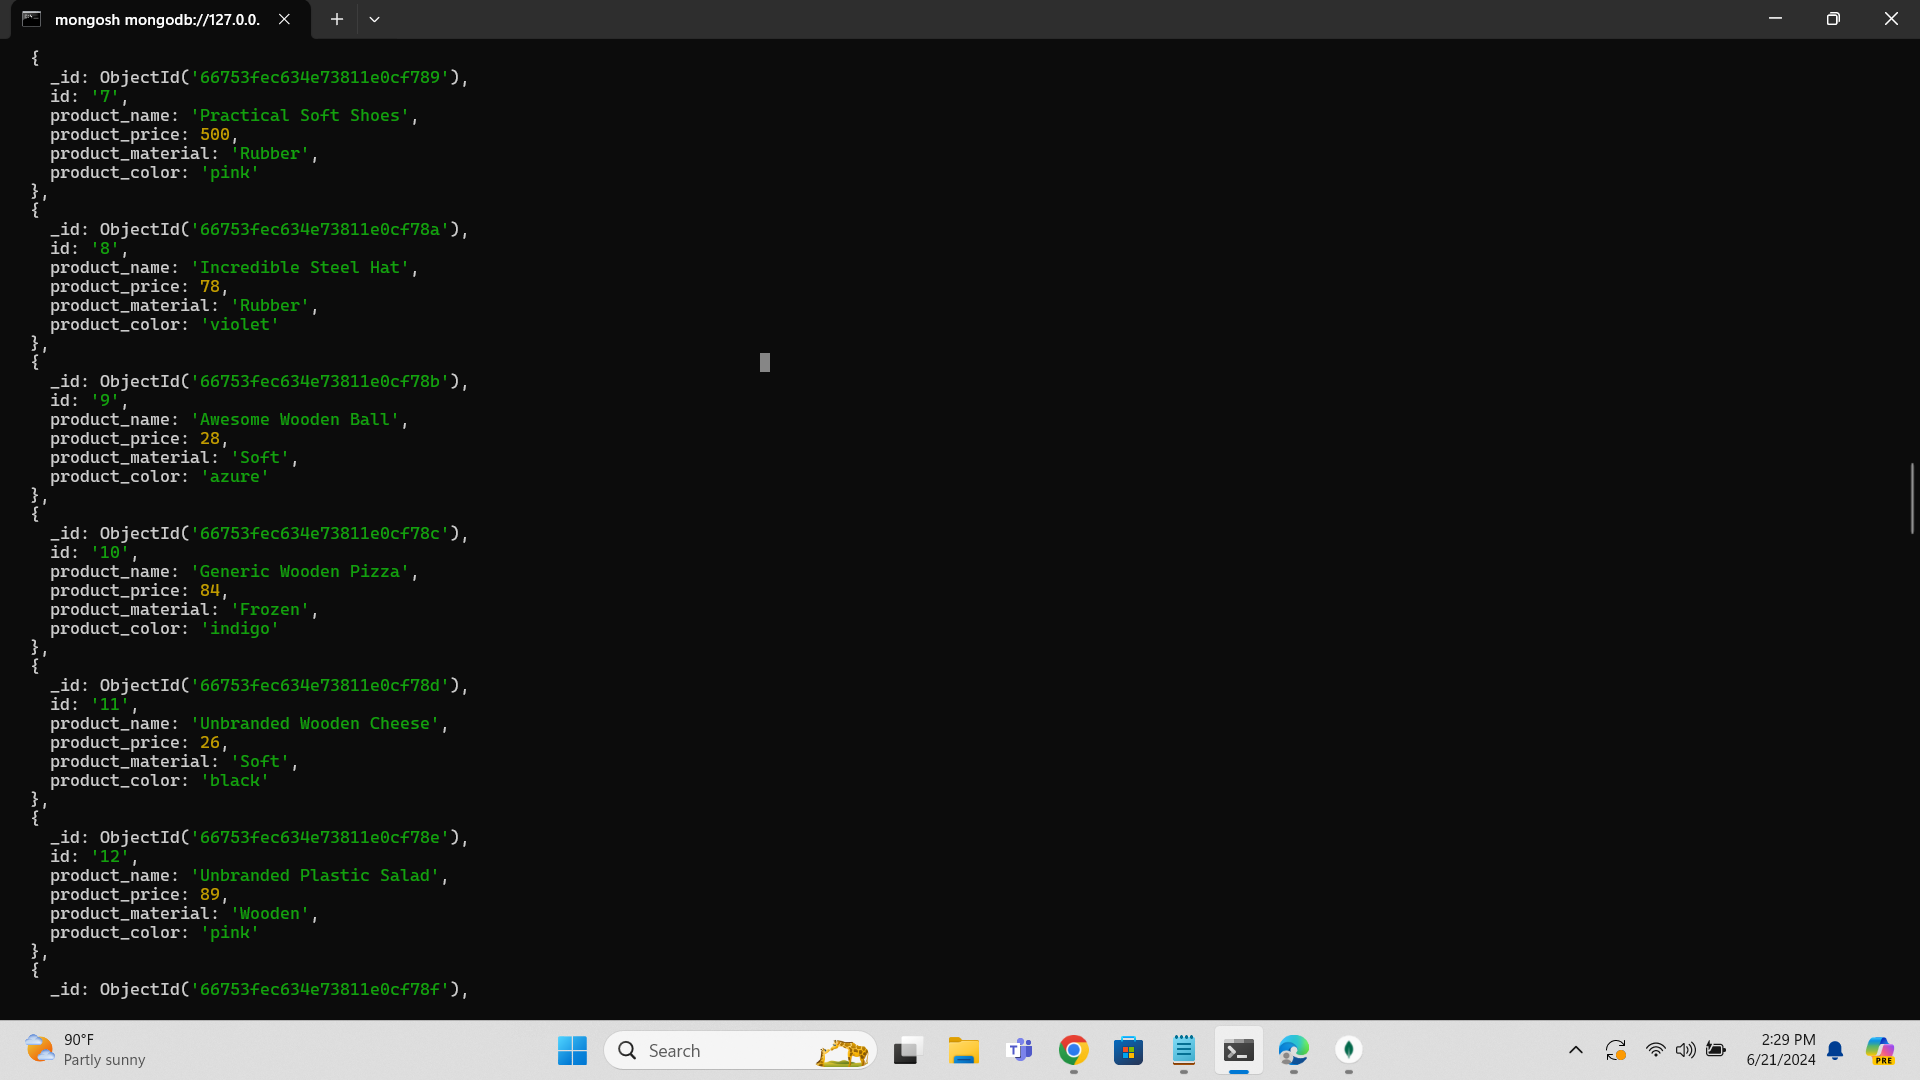 mongosh mongodb://127.0.0.
{
_id: ObjectId('66753fec634e73811e0cf789'),
id: '7',
product_name: 'Practical Soft Shoes',
product_price: 500,
product_material: 'Rubber',
product_color: 'pink'
},
{
_id: ObjectId('66753fec634e73811e0cf78a'),
id: '8',
product_name: 'Incredible Steel Hat',
product_price: 78,
product_material: 'Rubber',
product_color: 'violet'
},
{
_id: ObjectId('66753fec634e73811e0cf78b'),
id: '9',
product_name: 'Awesome Wooden Ball',
product_price: 28,
product_material: 'Soft',
product_color: 'azure'
},
{
_id: ObjectId('66753fec634e73811e0cf78c'),
id: '10',
product_name: 'Generic Wooden Pizza',
product_price: 84,
product_material: 'Frozen',
product_color: 'indigo'
},
{
_id: ObjectId('66753fec634e73811e0cf78d'),
id: '11',
product_name: 'Unbranded Wooden Cheese',
product_price: 26,
product_material: 'Soft',
product_color: 'black'
},
{
_id: ObjectId('66753fec634e73811e0cf78e'),
id: '12',
product_name: 'Unbranded Plastic Salad',
product_price: 89,
product_material: 'Wooden',
product_color: 'pink'
},
{
_id: ObjectId('66753fec634e73811e0cf78f'),
90°F
Partly sunny
Search
2:29 PM
6/21/2024
PRE